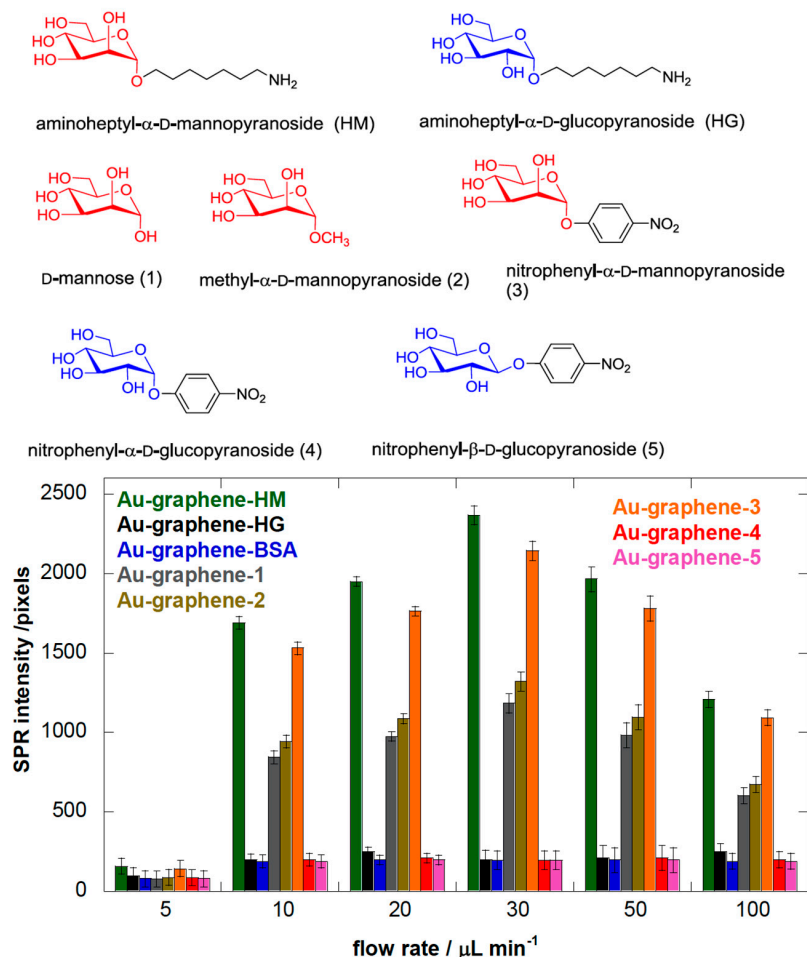 OH
HO
O
HO
HO
O
NH₂
aminoheptyl-α-D-mannopyranoside (HM)
HO
O
HO
HO
OH
O
NH₂
aminoheptyl-α-D-glucopyranoside (HG)
OH
HO
O
HO
HO
OH
D-mannose (1)
OH
HO
O
HO
HO
OCH₃
methyl-α-D-mannopyranoside (2)
OH
HO
O
HO
HO
O
NO₂
nitrophenyl-α-D-mannopyranoside
(3)
HO
O
HO
HO
OH
O
NO₂
nitrophenyl-α-D-glucopyranoside (4)
HO
O
HO
HO
OH
O
NO₂
nitrophenyl-β-D-glucopyranoside (5)
Au-graphene-HM
Au-graphene-HG
Au-graphene-BSA
Au-graphene-1
Au-graphene-2
Au-graphene-3
Au-graphene-4
Au-graphene-5
SPR intensity /pixels
2500
2000
1500
1000
500
0
5 10 20 30 50 100
flow rate / μL min⁻¹